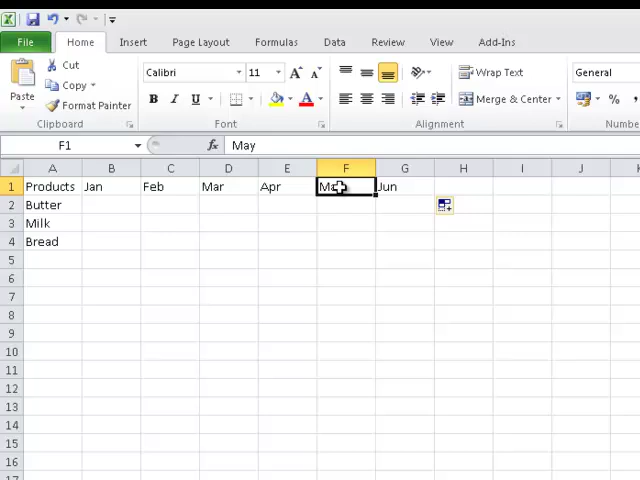 File Home Insert Page Layout Formulas Data Review View Add-Ins
Paste
Cut
Copy
Format Painter
Clipboard
Calibri 11 A A
B I U A
Font
Wrap Text
Merge & Center
Alignment
General
%
F1 fx May
A B C D E F G H I J
1 Products Jan Feb Mar Apr May Jun
2 Butter
3 Milk
4 Bread
5
6
7
8
9
10
11
12
13
14
15
16
17